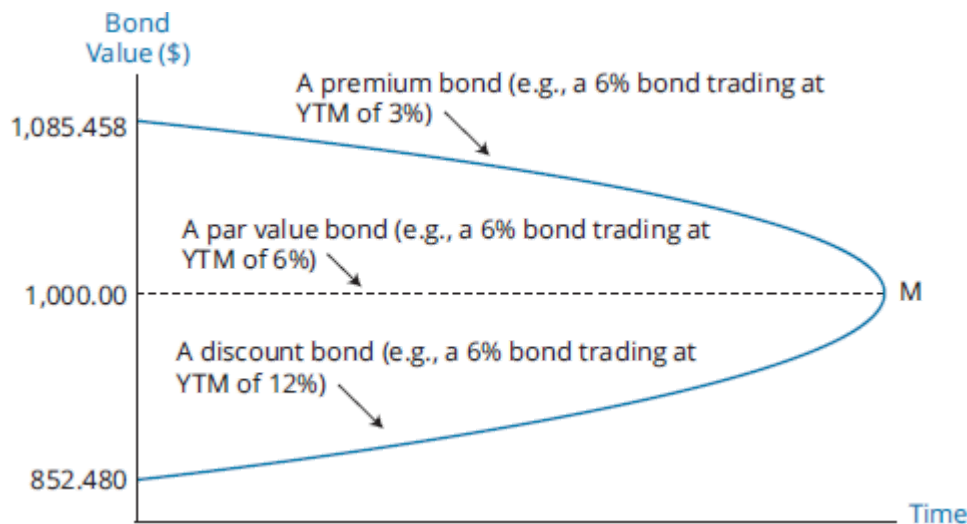 Bond
Value ($)
A premium bond (e.g., a 6% bond trading at
YTM of 3%)
1,085.458
A par value bond (e.g., a 6% bond trading at
YTM of 6%)
1,000.00
M
A discount bond (e.g., a 6% bond trading at
YTM of 12%)
852.480
Time